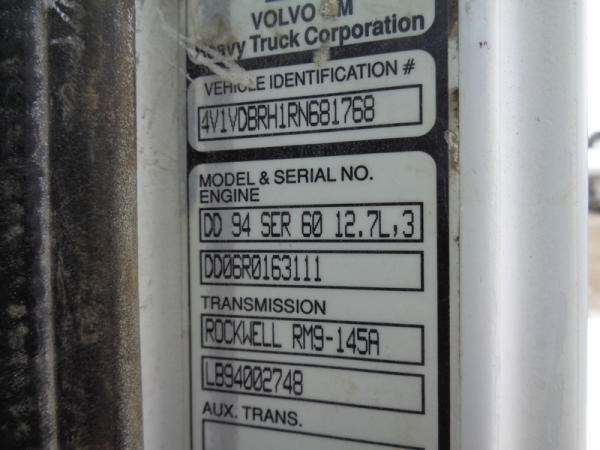 VOLVO GM
Heavy Truck Corporation
VEHICLE IDENTIFICATION #
4V1VDBRH1RN681768
MODEL & SERIAL NO.
ENGINE
DD 94 SER 60 12.7L,3
DD06R0163111
TRANSMISSION
ROCKWELL RM9-145A
LB94002748
AUX. TRANS.